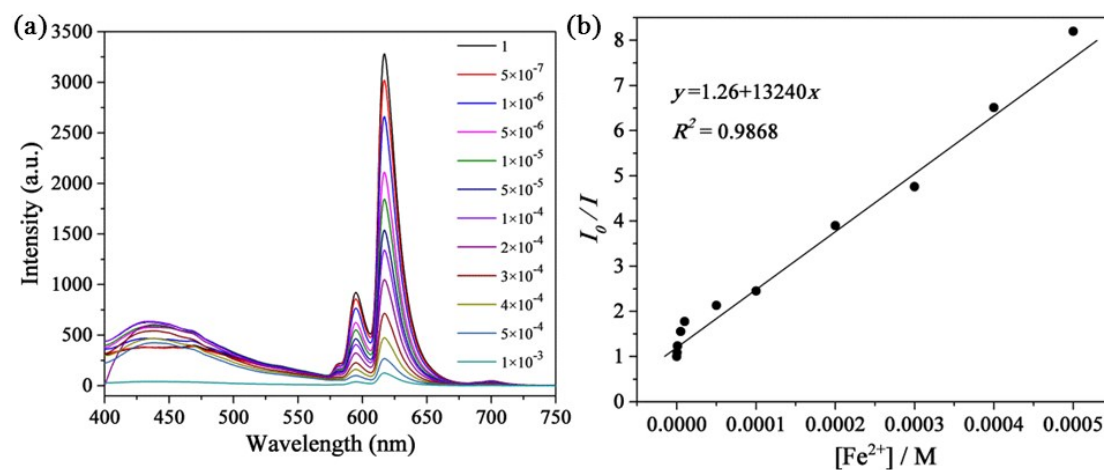 (a)
3500
3000
2500
2000
1500
1000
500
0
Intensity (a.u.)
1
5×10⁻⁷
1×10⁻⁶
5×10⁻⁶
1×10⁻⁵
5×10⁻⁵
1×10⁻⁴
2×10⁻⁴
3×10⁻⁴
4×10⁻⁴
5×10⁻⁴
1×10⁻³
400 450 500 550 600 650 700 750
Wavelength (nm)
(b)
8
7
6
5
4
3
2
1
0
I₀ / I
y=1.26+13240x
R² = 0.9868
0.0000 0.0001 0.0002 0.0003 0.0004 0.0005
[Fe²⁺] / M